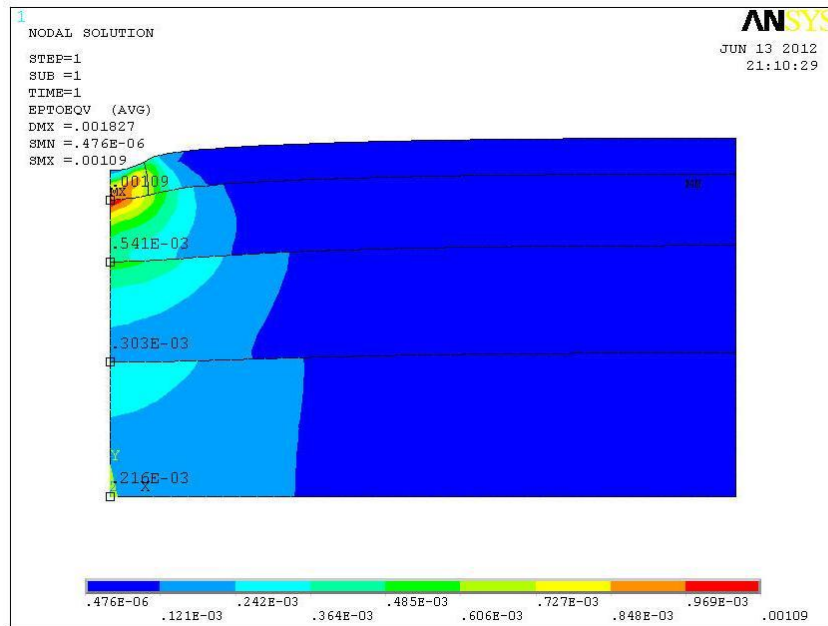 1
NODAL SOLUTION
STEP=1
SUB =1
TIME=1
EPTOEQV (AVG)
DMX =.001827
SMN =.476E-06
SMX =.00109
ANSYS
JUN 13 2012
21:10:29
.00109
MX
.541E-03
.303E-03
Y
.216E-03
X
.476E-06 .242E-03 .485E-03 .727E-03 .969E-03
.121E-03 .364E-03 .606E-03 .848E-03 .00109